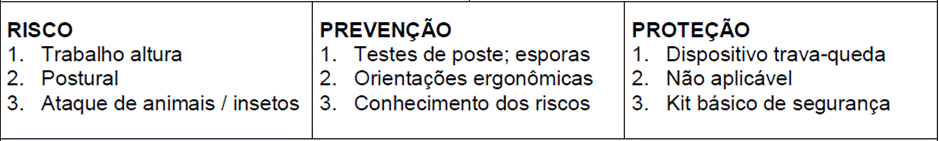 RISCO
1. Trabalho altura
2. Postural
3. Ataque de animais / insetos
PREVENÇÃO
1. Testes de poste; esporas
2. Orientações ergonômicas
3. Conhecimento dos riscos
PROTEÇÃO
1. Dispositivo trava-queda
2. Não aplicável
3. Kit básico de segurança